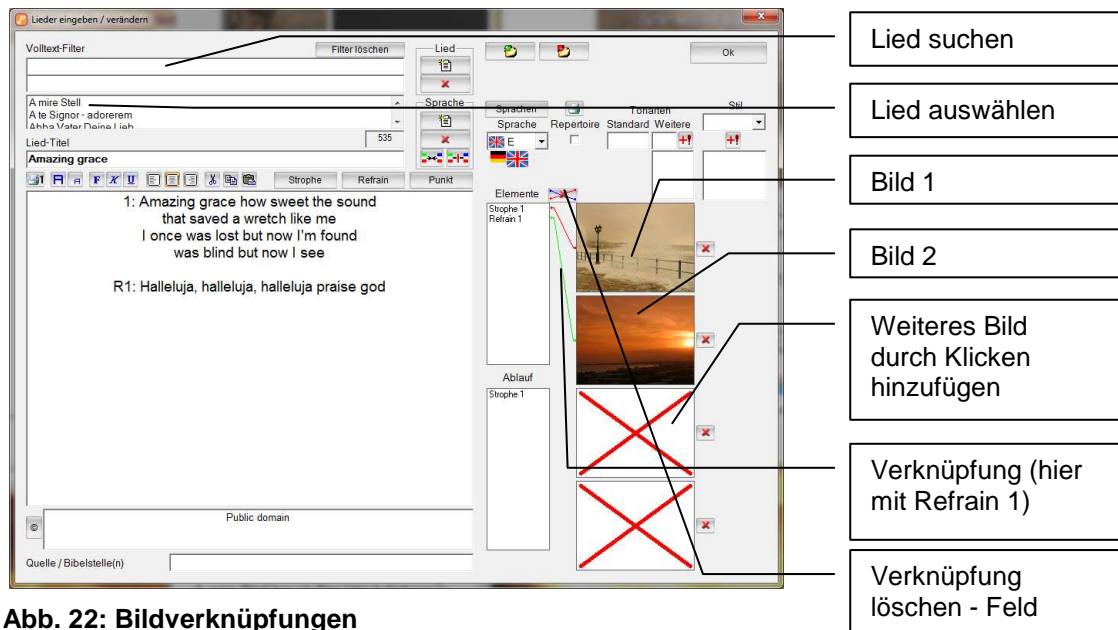 Lieder eingeben / verändern
Volltext-Filter
Filter löschen
A mire Stell
A te Signor - adorerem
Abba Vater Deine Lieb
Lied-Titel
535
Amazing grace
F K U
Strophe
Refrain
Punkt
1: Amazing grace how sweet the sound
that saved a wretch like me
I once was lost but now I'm found
was blind but now I see
R1: Halleluja, halleluja, halleluja praise god
©
Public domain
Quelle / Bibelstelle(n)
Lied
Sprache
Ok
Sprachen
Tonarten
Stil
Sprache
Repertoire
Standard
Weitere
E
Elemente
Strophe 1
Refrain 1
Ablauf
Strophe 1
Lied suchen
Lied auswählen
Bild 1
Bild 2
Weiteres Bild
durch Klicken
hinzufügen
Verknüpfung (hier
mit Refrain 1)
Verknüpfung
löschen - Feld
Abb. 22: Bildverknüpfungen